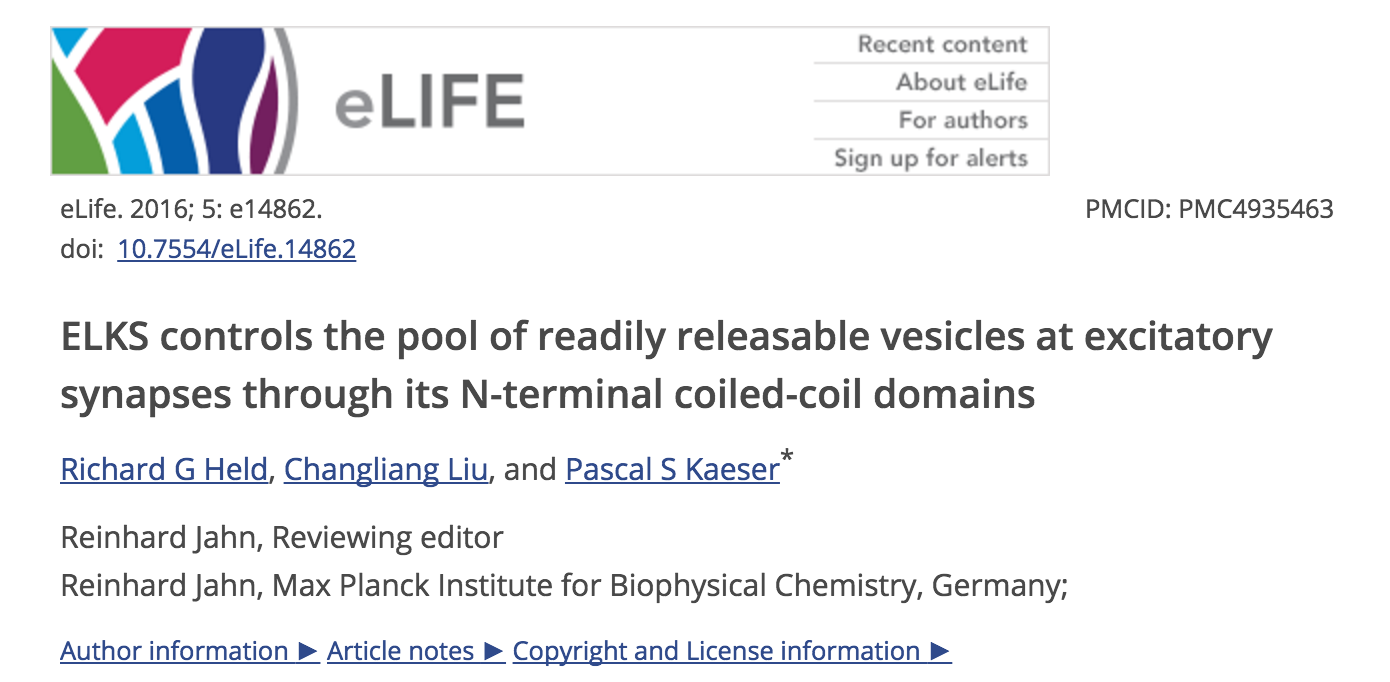 eLIFE
Recent content
About eLife
For authors
Sign up for alerts
eLife. 2016; 5: e14862.
PMCID: PMC4935463
doi: 10.7554/eLife.14862
ELKS controls the pool of readily releasable vesicles at excitatory
synapses through its N-terminal coiled-coil domains
Richard G Held, Changliang Liu, and Pascal S Kaeser*
Reinhard Jahn, Reviewing editor
Reinhard Jahn, Max Planck Institute for Biophysical Chemistry, Germany;
Author information ► Article notes ► Copyright and License information ►